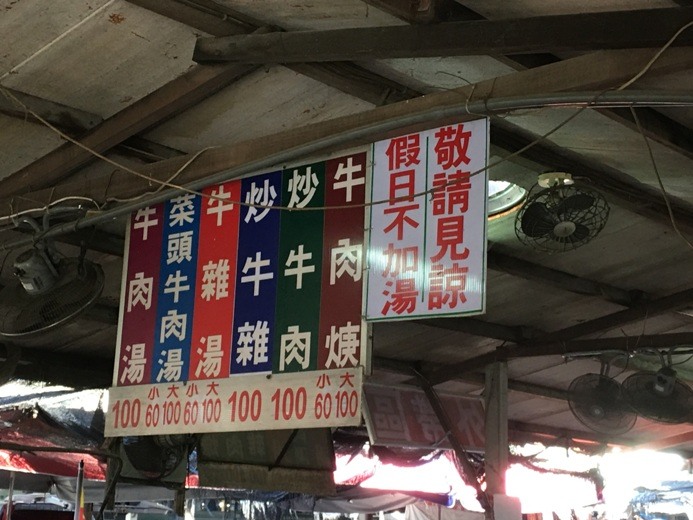 敬請見諒
假日不加湯
牛肉焿
炒牛肉
炒牛雜
牛雜湯
菜頭牛肉湯
牛肉湯
小大 小大 小大
100 60 100 60 100 100 100 60 100